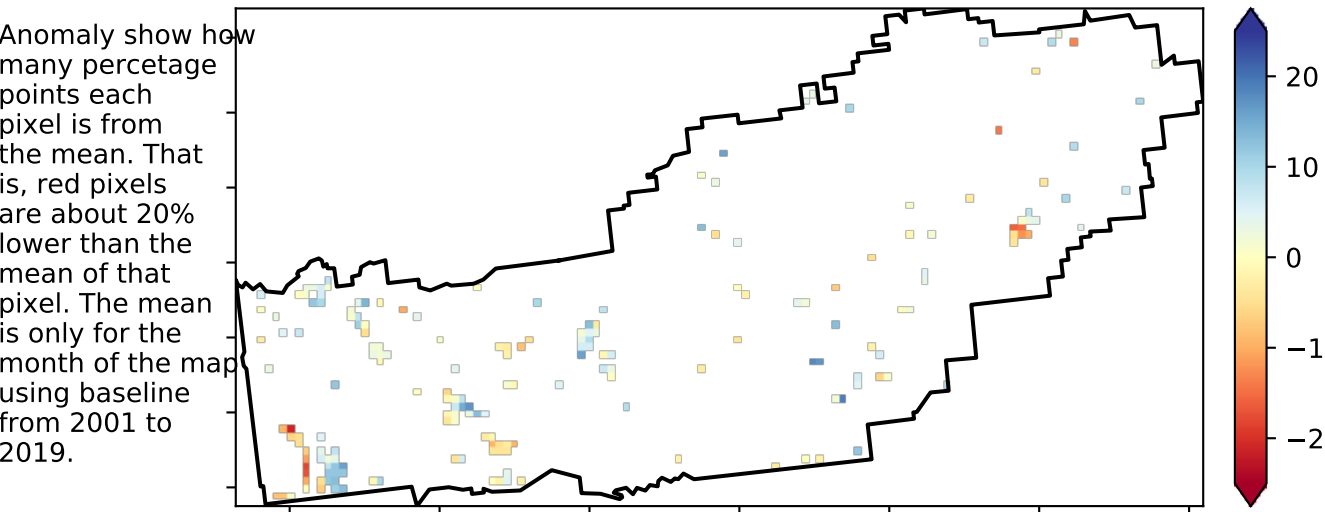 Anomaly show how
many percetage
points each
pixel is from
the mean. That
is, red pixels
are about 20%
lower than the
mean of that
pixel. The mean
is only for the
month of the map
using baseline
from 2001 to
2019.
20
10
0
−1
−2